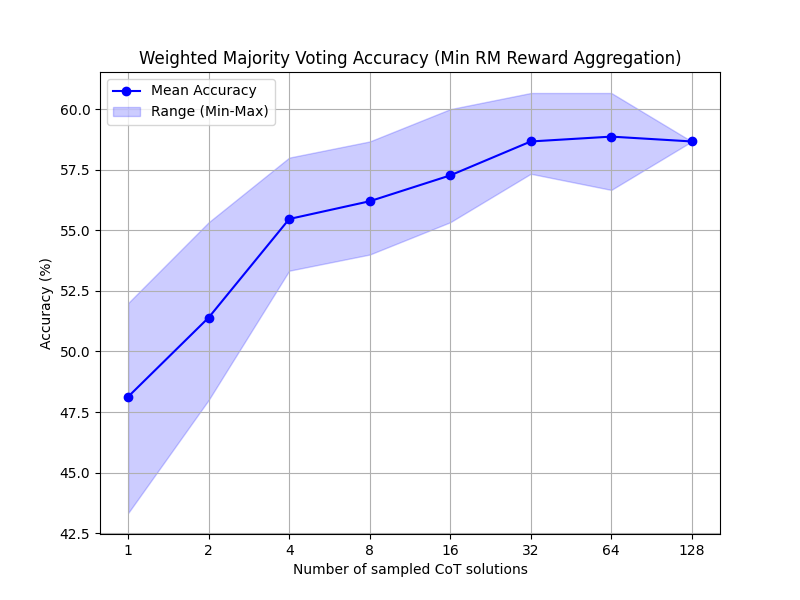 Weighted Majority Voting Accuracy (Min RM Reward Aggregation)
Mean Accuracy
Range (Min-Max)
60.0
57.5
55.0
52.5
50.0
47.5
45.0
42.5
Accuracy (%)
1 2 4 8 16 32 64 128
Number of sampled CoT solutions